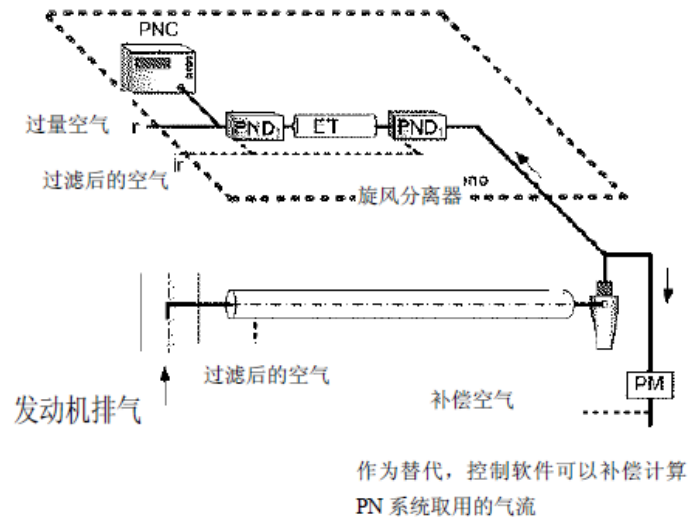 PNC
过量空气 r
PND₁ ET PND₁
过滤后的空气 ir
旋风分离器 mo
过滤后的空气
发动机排气
补偿空气
PM
作为替代，控制软件可以补偿计算
PN 系统取用的气流